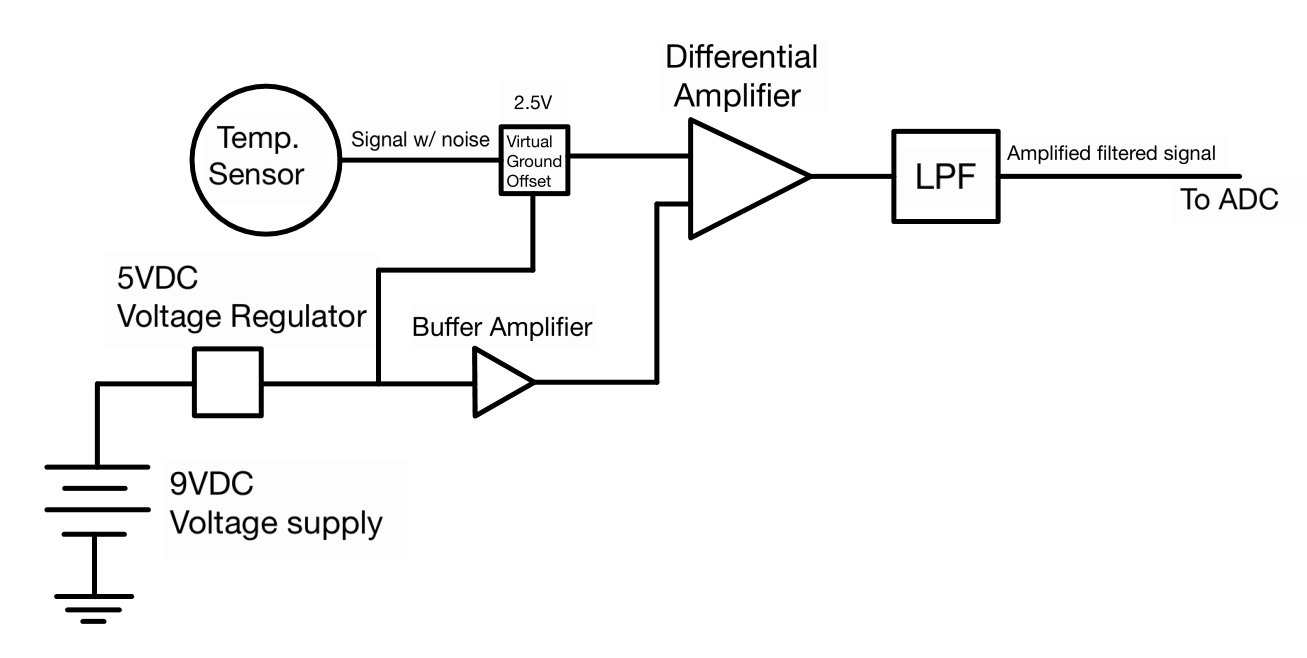 Differential
Amplifier
2.5V
Temp.
Sensor
Signal w/ noise
Virtual
Ground
Offset
LPF
Amplified filtered signal
To ADC
5VDC
Voltage Regulator
Buffer Amplifier
9VDC
Voltage supply